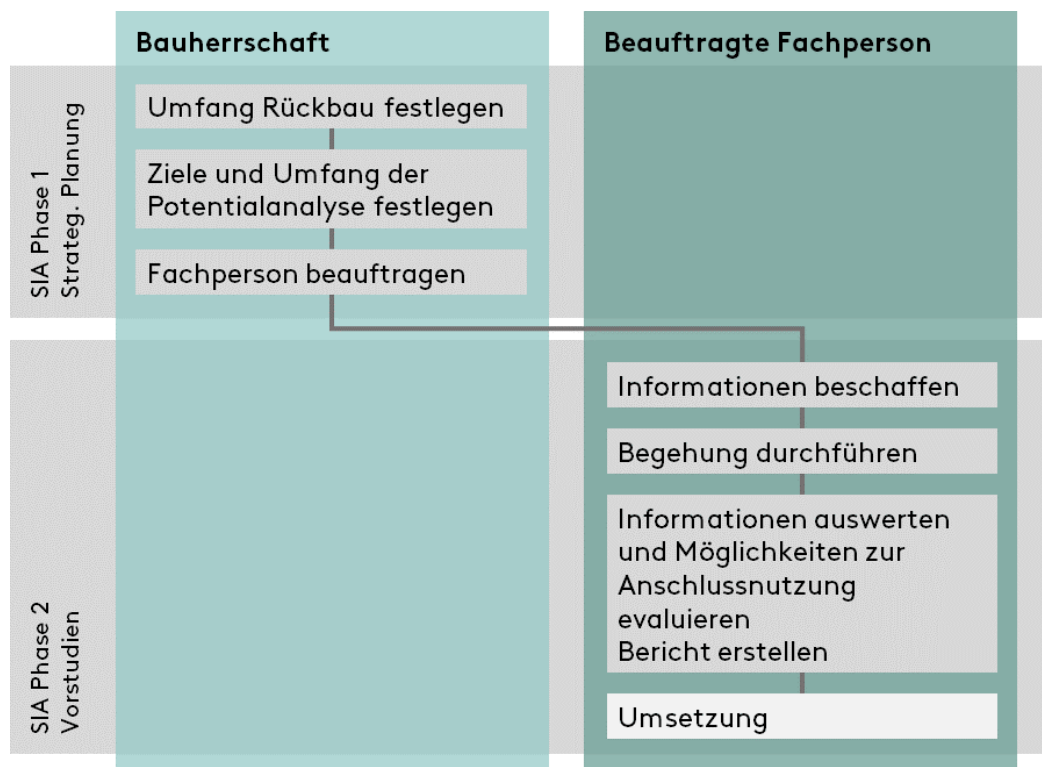 Bauherrschaft
Beauftragte Fachperson
SIA Phase 1
Strateg. Planung
Umfang Rückbau festlegen
Ziele und Umfang der
Potentialanalyse festlegen
Fachperson beauftragen
SIA Phase 2
Vorstudien
Informationen beschaffen
Begehung durchführen
Informationen auswerten
und Möglichkeiten zur
Anschlussnutzung
evaluieren
Bericht erstellen
Umsetzung